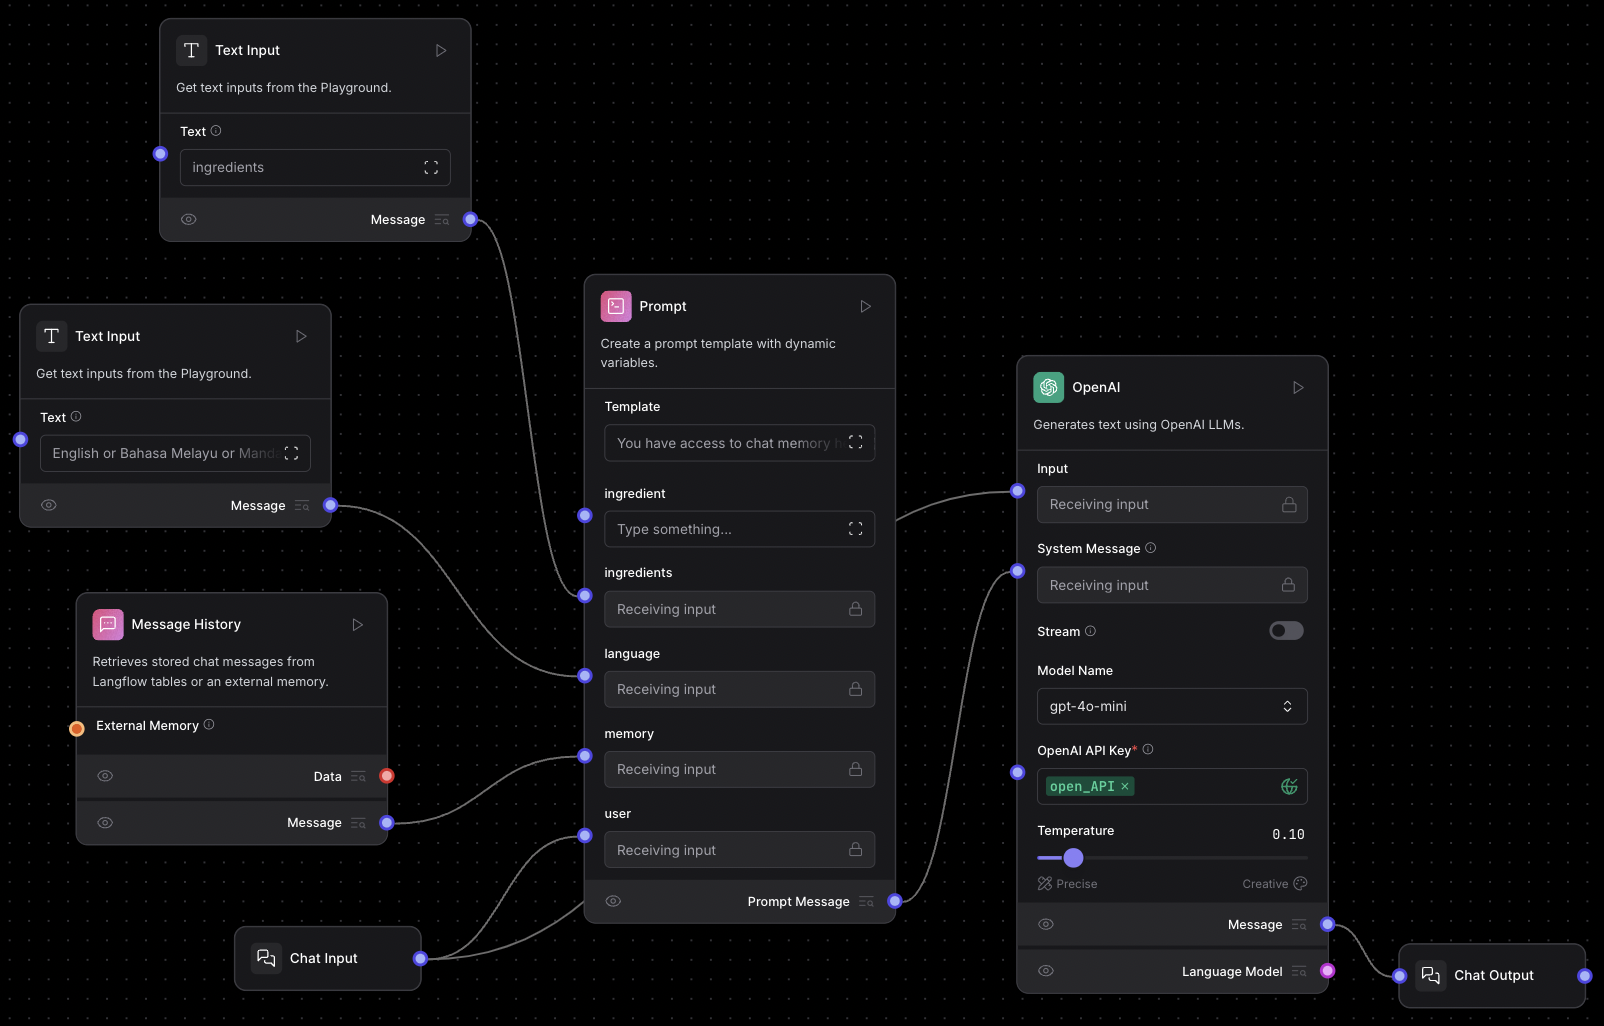 Text Input
Get text inputs from the Playground.
Text
ingredients
Message
Text Input
Get text inputs from the Playground.
Text
English or Bahasa Melayu or
Message
Message History
Retrieves stored chat messages from
Langflow tables or an external memory.
External Memory
Data
Message
Chat Input
Prompt
Create a prompt template with dynamic
variables.
Template
You have access to chat memory
ingredient
Type something...
ingredients
Receiving input
language
Receiving input
memory
Receiving input
user
Receiving input
Prompt Message
OpenAI
Generates text using OpenAI LLMs.
Input
Receiving input
System Message
Receiving input
Stream
Model Name
gpt-4o-mini
OpenAI API Key*
open_API ×
Temperature
0.10
Precise
Creative
Message
Language Model
Chat Output